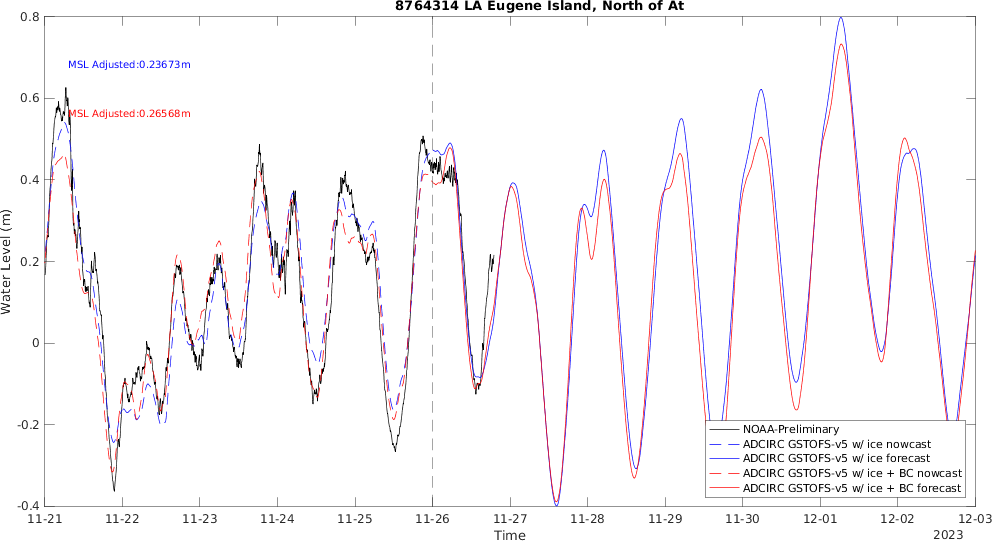 8764314 LA Eugene Island, North of At
0.8
0.6
0.4
0.2
0
-0.2
-0.4
Water Level (m)
MSL Adjusted:0.23673m
MSL Adjusted:0.26568m
NOAA-Preliminary
ADCIRC GSTOFS-v5 w/ ice nowcast
ADCIRC GSTOFS-v5 w/ ice forecast
ADCIRC GSTOFS-v5 w/ ice + BC nowcast
ADCIRC GSTOFS-v5 w/ ice + BC forecast
11-21 11-22 11-23 11-24 11-25 11-26 11-27 11-28 11-29 11-30 12-01 12-02 12-03
Time
2023